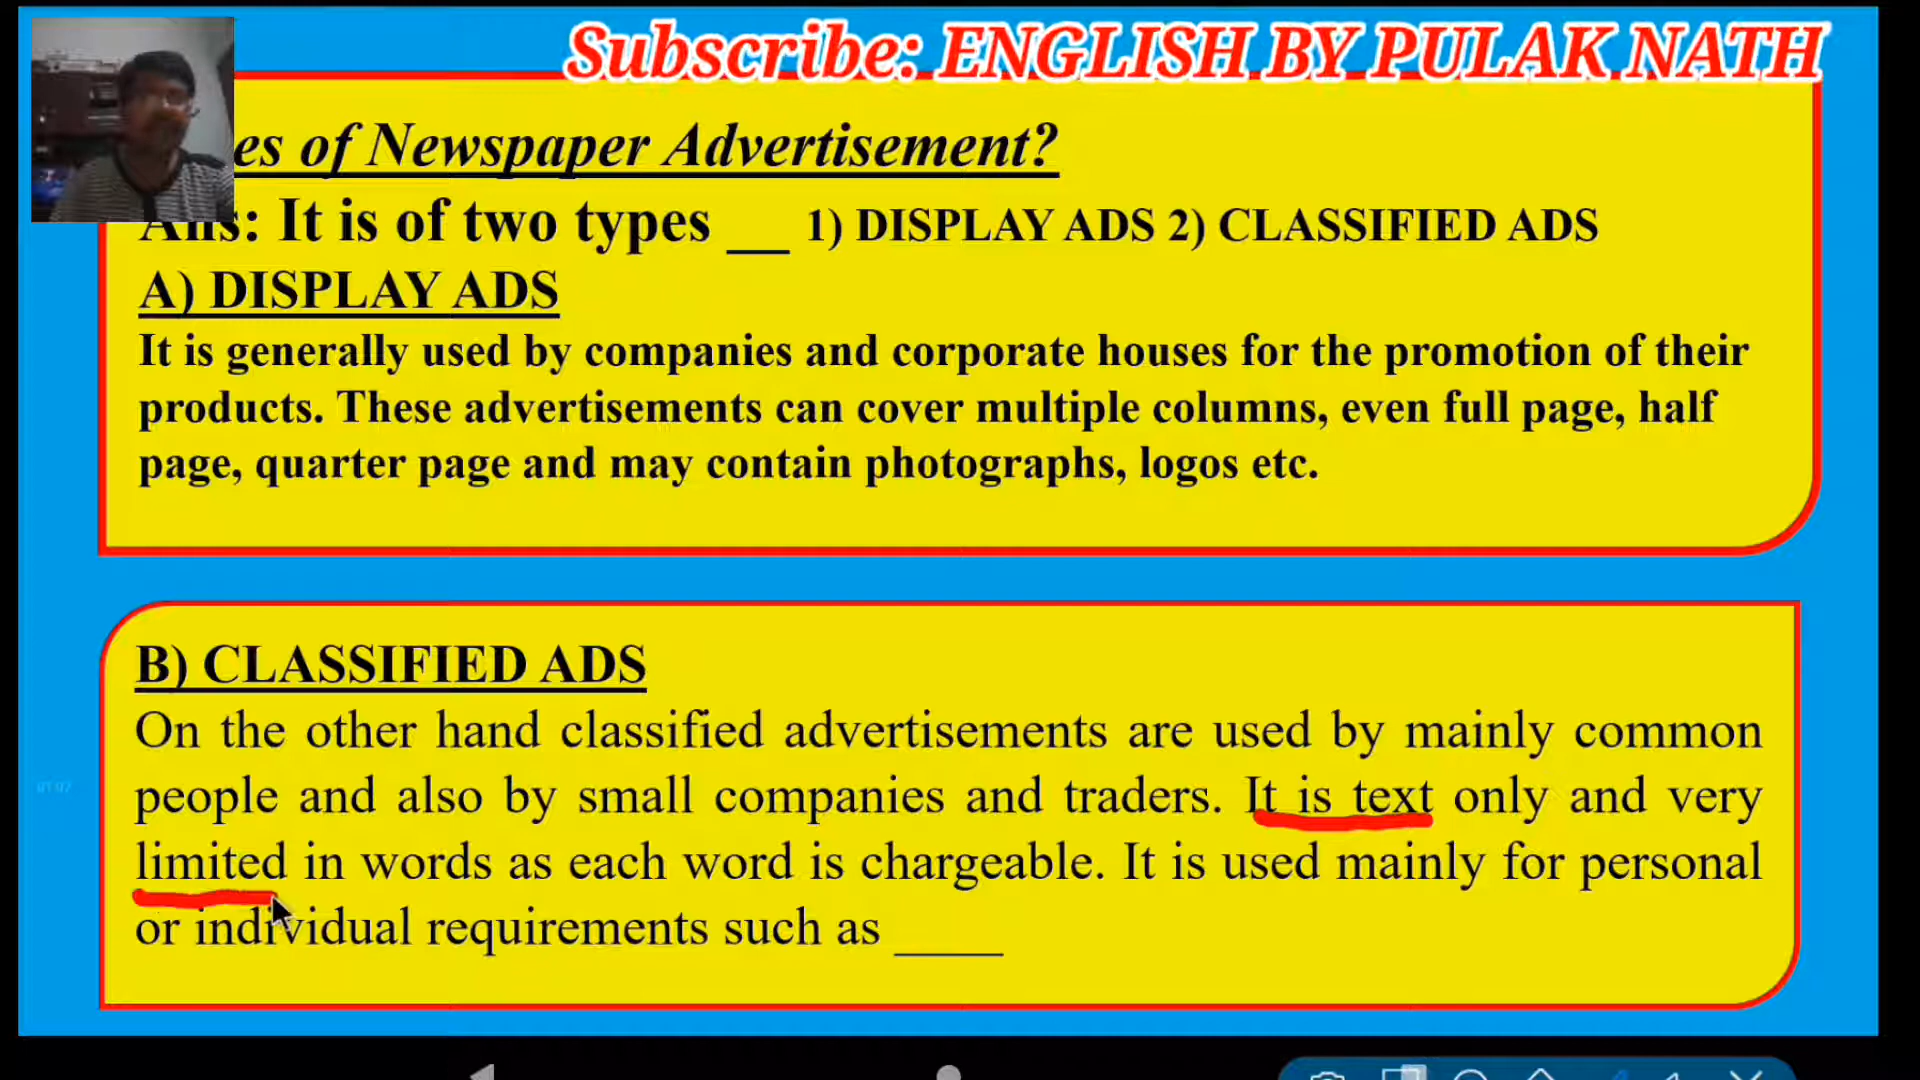 Subscribe: ENGLISH BY PULAK NATH
es of Newspaper Advertisement?
Ans: It is of two types __ 1) DISPLAY ADS 2) CLASSIFIED ADS
A) DISPLAY ADS
It is generally used by companies and corporate houses for the promotion of their
products. These advertisements can cover multiple columns, even full page, half
page, quarter page and may contain photographs, logos etc.
B) CLASSIFIED ADS
On the other hand classified advertisements are used by mainly common
people and also by small companies and traders. It is text only and very
limited in words as each word is chargeable. It is used mainly for personal
or individual requirements such as ____